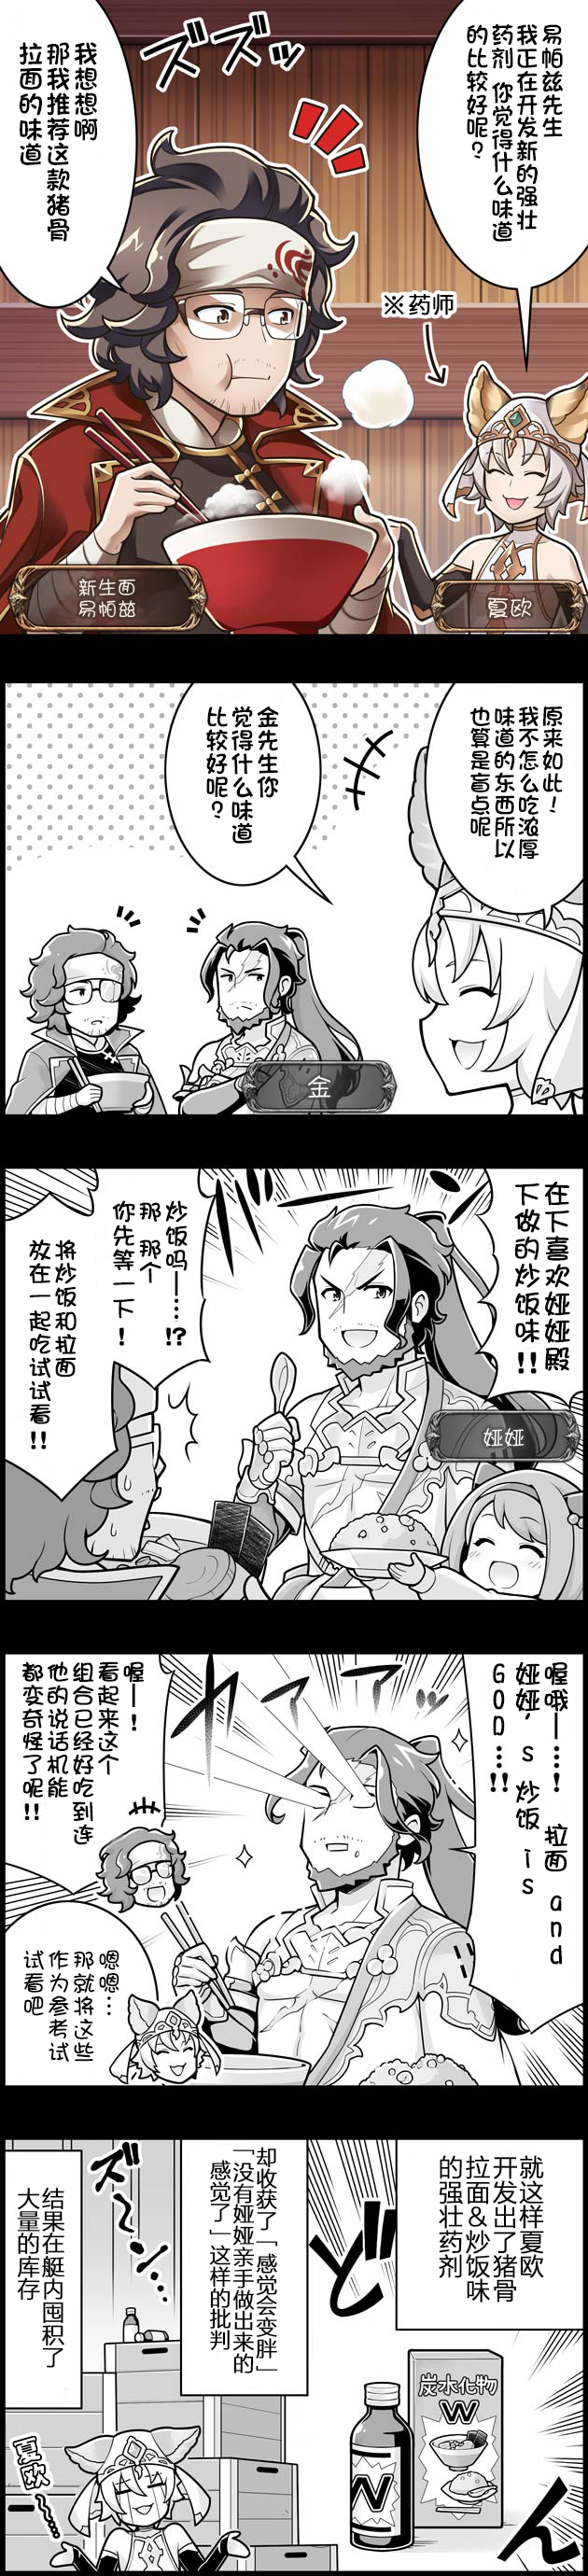 易帕兹先生
我正在开发新的强壮
药剂 你觉得什么味道
的比较好呢？
ズズッ
我想想啊
那我推荐这款猪骨
拉面的味道
※药师
新生面
易帕兹
夏欧
原来如此！
我不怎么吃浓厚
味道的东西所以
也算是盲点呢
金先生你
觉得什么味道
比较好呢？
金
在下喜欢娅娅殿
下做的炒饭味!!
炒饭吗——…!?
那 那个
你先等一下！
将炒饭和拉面
放在一起吃试试看!!
娅娅
喔哦——…！ 拉面 and
娅娅’s 炒饭 is
GOD…!!
喔——！
看起来这个
组合已经好吃到连
他的说话机能
都变奇怪了呢!!
嗯嗯…
那就将这些
作为参考试
试看吧
就这样夏欧
开发出了猪骨
拉面&炒饭味
的强壮药剂
どん
炭水化物
W
W
却收获了「感觉会变胖」
「没有娅娅亲手做出来的
感觉了」这样的批判
结果在艇内囤积了
大量的库存
ズ～ン…
夏欧～……